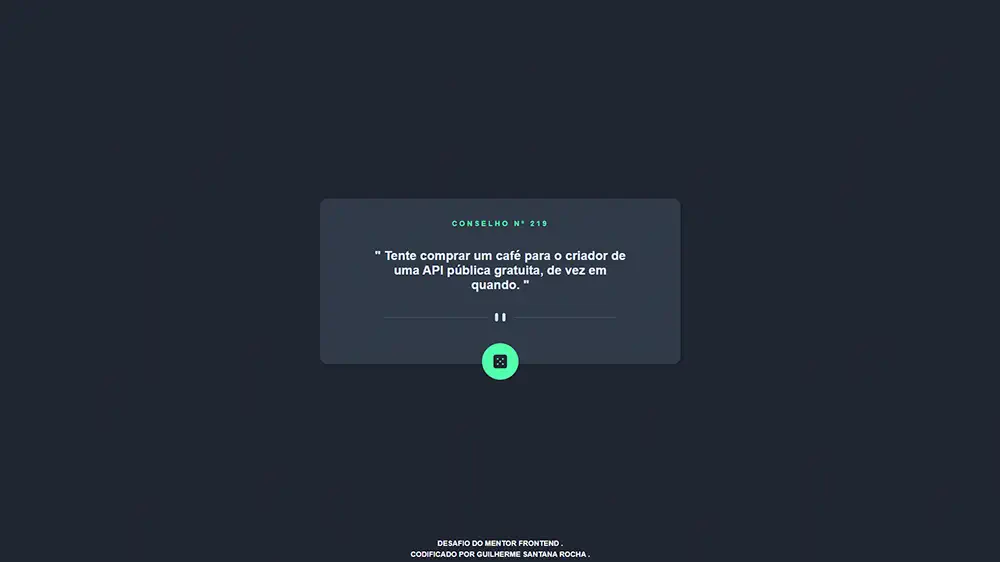 CONSELHO Nº 219
" Tente comprar um café para o criador de
uma API pública gratuita, de vez em
quando. "
DESAFIO DO MENTOR FRONTEND .
CODIFICADO POR GUILHERME SANTANA ROCHA .